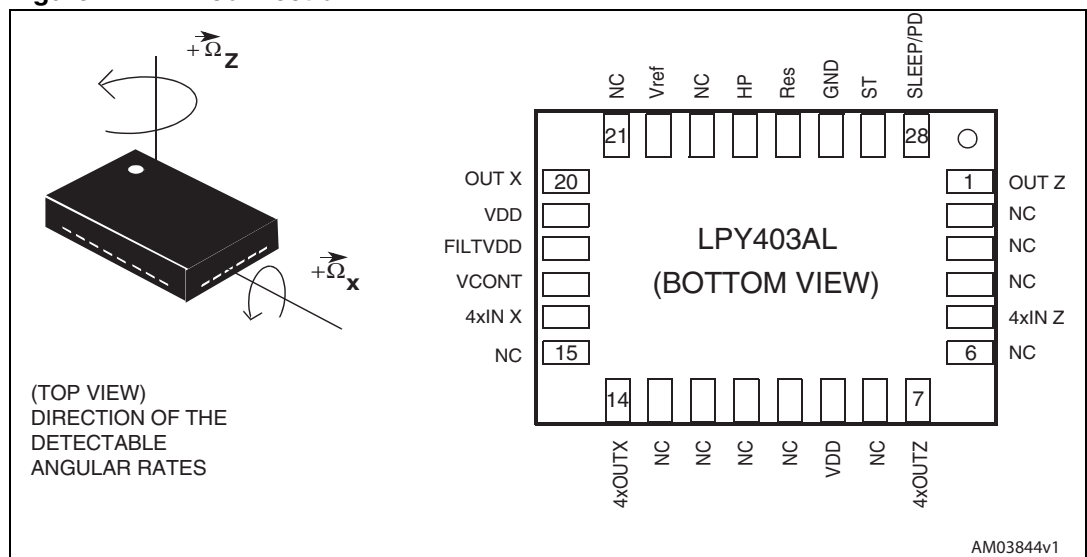 +Ω Z
+Ω x
(TOP VIEW)
DIRECTION OF THE
DETECTABLE
ANGULAR RATES
NC
Vref
NC
HP
Res
GND
ST
SLEEP/PD
21
28
OUT X
20
VDD
FILTVDD
VCONT
4xIN X
NC
15
LPY403AL
(BOTTOM VIEW)
1
OUT Z
NC
NC
NC
4xIN Z
6
NC
14
7
4xOUTX
NC
NC
NC
NC
VDD
NC
4xOUTZ
AM03844v1